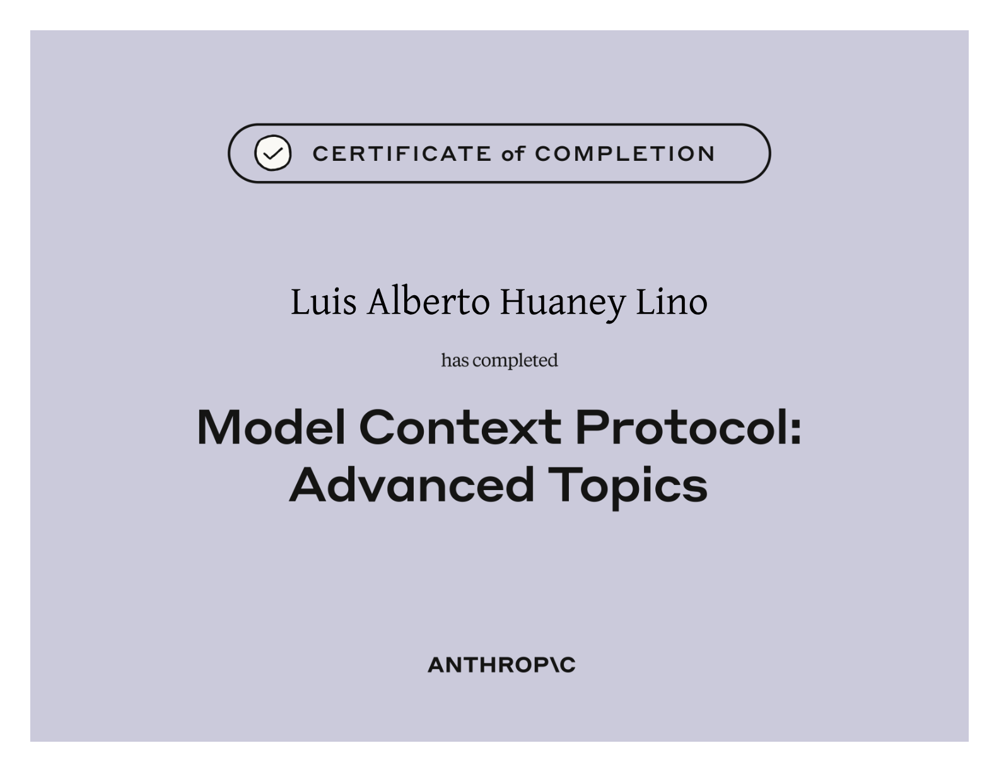 CERTIFICATE of COMPLETION
Luis Alberto Huaney Lino
has completed
Model Context Protocol:
Advanced Topics
ANTHROP\C